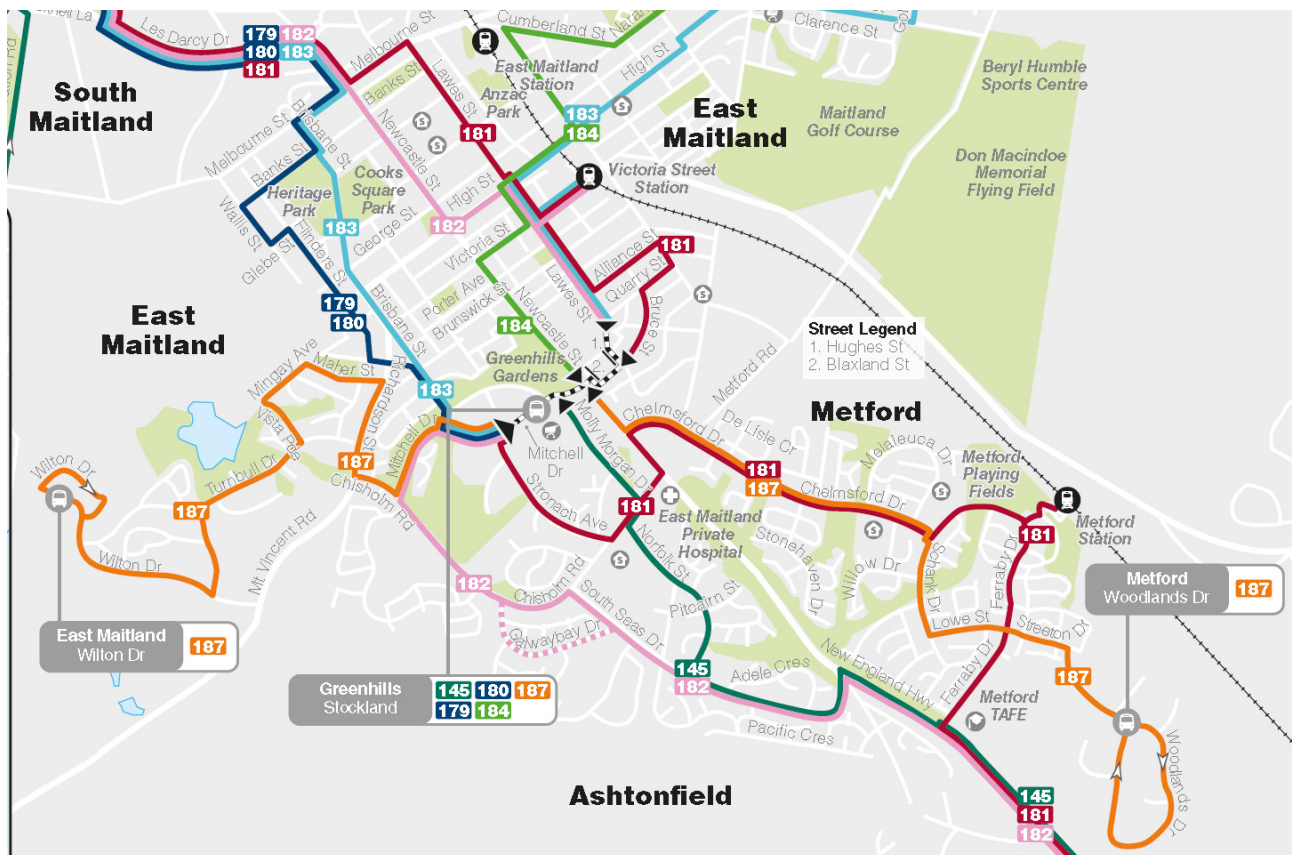 Les Darcy Dr
179 182
180 183
181
Melbourne St
Cumberland St
Clarence St
South
Maitland
East Maitland
Station
High St
Beryl Humble
Sports Centre
Banks St
Anzac
Park
Lawes St
East
Maitland
Maitland
Golf Course
183
184
181
Melbourne St
Brisbane St
Newcastle St
Don Macindoe
Memorial
Flying Field
Banks St
Cooks
Square
Park
High St
Victoria Street
Station
Heritage
Park
Wallis St
George St
182
183
Flinders St
Glebe St
Victoria St
Alliance St
181
Quarry St
Lawes St
179
180
Brisbane St
Porter Ave
Brunswick St
Newcastle St
184
Bruce St
1.
2.
Street Legend
1. Hughes St
2. Blaxland St
East
Maitland
Greenhills
Gardens
Mingay Ave
Maher St
Richardson St
183
Metford Rd
Metford
Vista Pde
Mitchell Dr
Molly Morgan Dr
Chelmsford Dr
De Lisle Cr
Mitchell
Dr
Melaleuca Dr
Wilton Dr
Turnbull Dr
187
Chisholm Rd
181
187
Chelmsford Dr
Metford
Playing
Fields
187
Stronach Ave
181
East Maitland
Private
Hospital
Metford
Station
181
Mt Vincent Rd
Norfolk St
Stonehaven Dr
Willow Dr
Schank Dr
Ferraby Dr
Wilton Dr
182
Chisholm Rd
South Seas Dr
Pitcairn St
Lowe St
Streeton Dr
Metford
Woodlands Dr
187
East Maitland
Wilton Dr
187
Galwaybay Dr
145
182
Adele Cres
New England Hwy
Ferraby Dr
187
Greenhills
Stockland
145 180 187
179 184
Pacific Cres
Metford
TAFE
Woodlands Dr
Ashtonfield
145
181
182